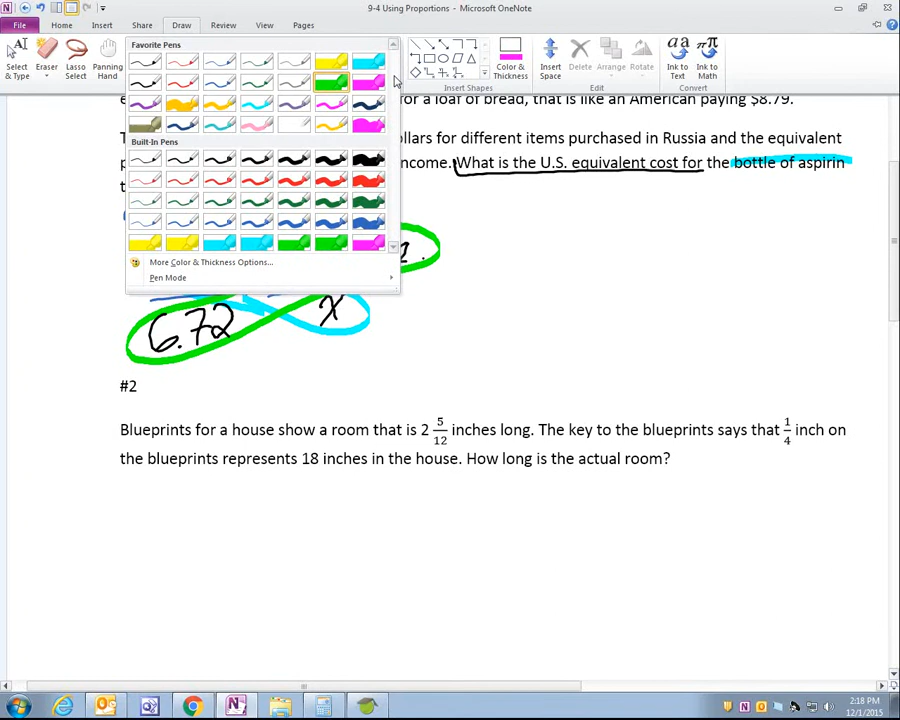 9-4 Using Proportions - Microsoft OneNote
File Home Insert Share Draw Review View Pages
Select & Type
Eraser
Lasso Select
Panning Hand
Favorite Pens
Built-In Pens
More Color & Thickness Options...
Pen Mode
Color & Thickness
Insert Space
Delete
Arrange
Rotate
Ink to Text
Ink to Math
Insert Shapes
Edit
Convert
for a loaf of bread, that is like an American paying $8.79.
ollars for different items purchased in Russia and the equivalent
income. What is the U.S. equivalent cost for the bottle of aspirin
6.72 x
#2
Blueprints for a house show a room that is 2 5/12 inches long. The key to the blueprints says that 1/4 inch on
the blueprints represents 18 inches in the house. How long is the actual room?
2:18 PM
12/1/2015